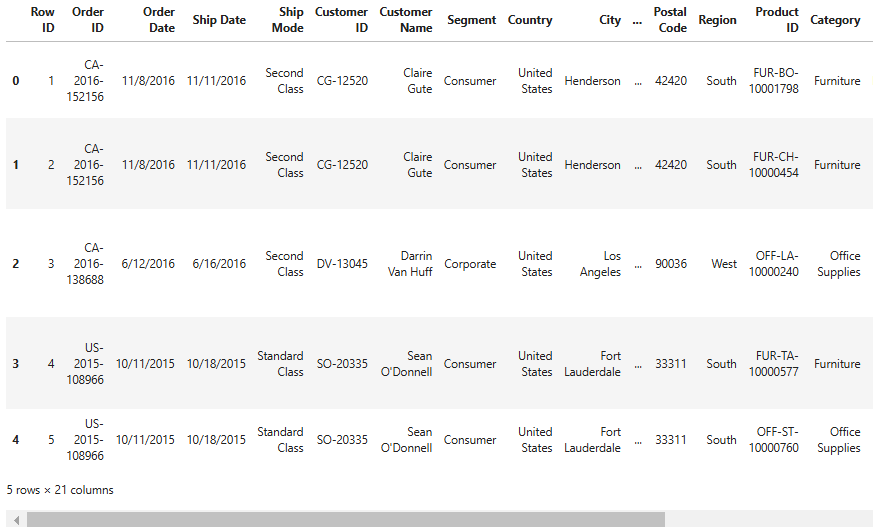 Row ID Order ID Order Date Ship Date Ship Mode Customer ID Customer Name Segment Country City ... Postal Code Region Product ID Category
0 1 CA-2016-152156 11/8/2016 11/11/2016 Second Class CG-12520 Claire Gute Consumer United States Henderson ... 42420 South FUR-BO-10001798 Furniture
1 2 CA-2016-152156 11/8/2016 11/11/2016 Second Class CG-12520 Claire Gute Consumer United States Henderson ... 42420 South FUR-CH-10000454 Furniture
2 3 CA-2016-138688 6/12/2016 6/16/2016 Second Class DV-13045 Darrin Van Huff Corporate United States Los Angeles ... 90036 West OFF-LA-10000240 Office Supplies
3 4 US-2015-108966 10/11/2015 10/18/2015 Standard Class SO-20335 Sean O'Donnell Consumer United States Fort Lauderdale ... 33311 South FUR-TA-10000577 Furniture
4 5 US-2015-108966 10/11/2015 10/18/2015 Standard Class SO-20335 Sean O'Donnell Consumer United States Fort Lauderdale ... 33311 South OFF-ST-10000760 Office Supplies
5 rows × 21 columns